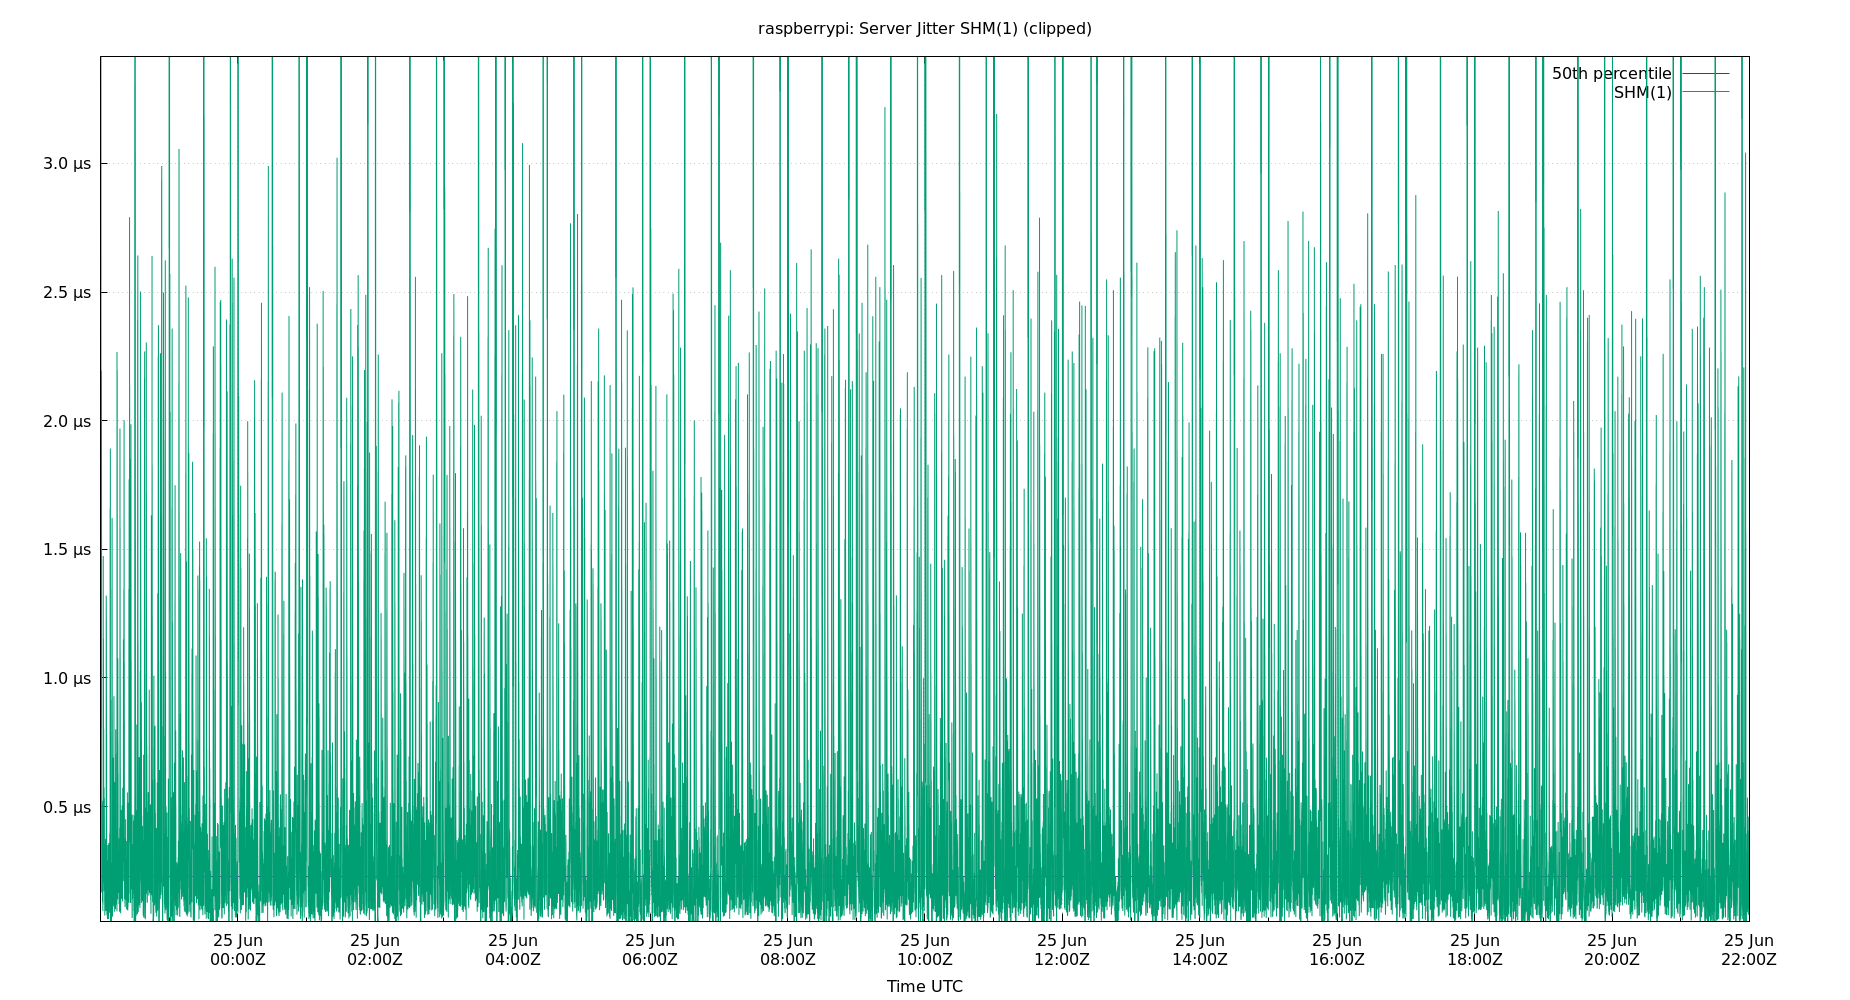 raspberrypi: Server Jitter SHM(1) (clipped)
50th percentile
SHM(1)
3.0 μs
2.5 μs
2.0 μs
1.5 μs
1.0 μs
0.5 μs
25 Jun 25 Jun 25 Jun 25 Jun 25 Jun 25 Jun 25 Jun 25 Jun 25 Jun 25 Jun 25 Jun 25 Jun
00:00Z 02:00Z 04:00Z 06:00Z 08:00Z 10:00Z 12:00Z 14:00Z 16:00Z 18:00Z 20:00Z 22:00Z
Time UTC